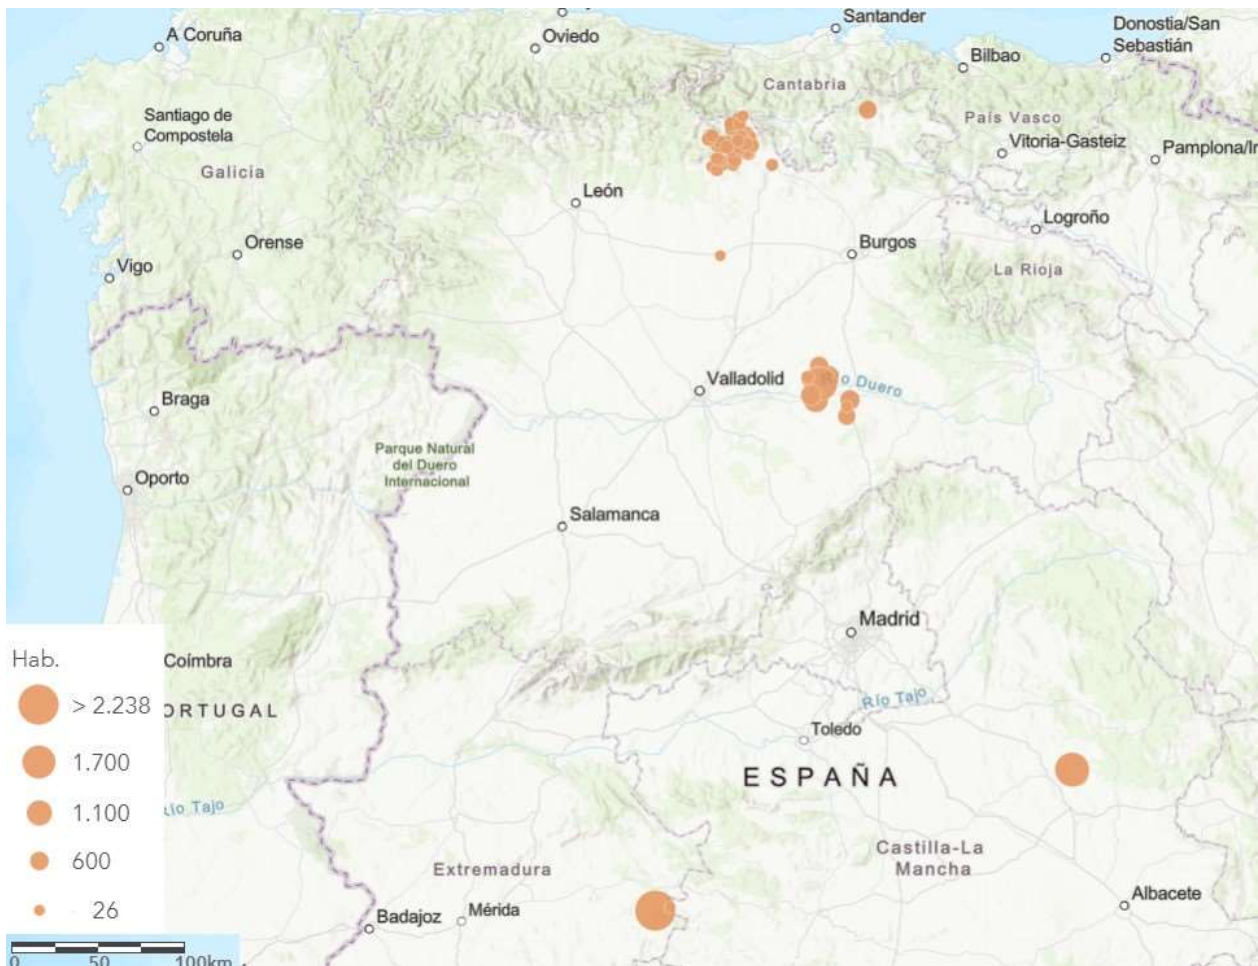 Santander
A Coruña
Oviedo
Donostia/San
Sebastián
Bilbao
Cantabria
Santiago de
Compostela
País Vasco
Vitoria-Gasteiz
Pamplona/Ir
Galicia
León
Logroño
Orense
Burgos
La Rioja
Vigo
Valladolid
o Duero
Braga
Parque Natural
del Duero
Internacional
Oporto
Salamanca
Madrid
Hab.
Coímbra
> 2.238
ORTUGAL
Río Tajo
Toledo
1.700
ESPAÑA
1.100
Río Tajo
600
Castilla-La
Mancha
Extremadura
26
Albacete
Badajoz
Mérida
0 50 100km